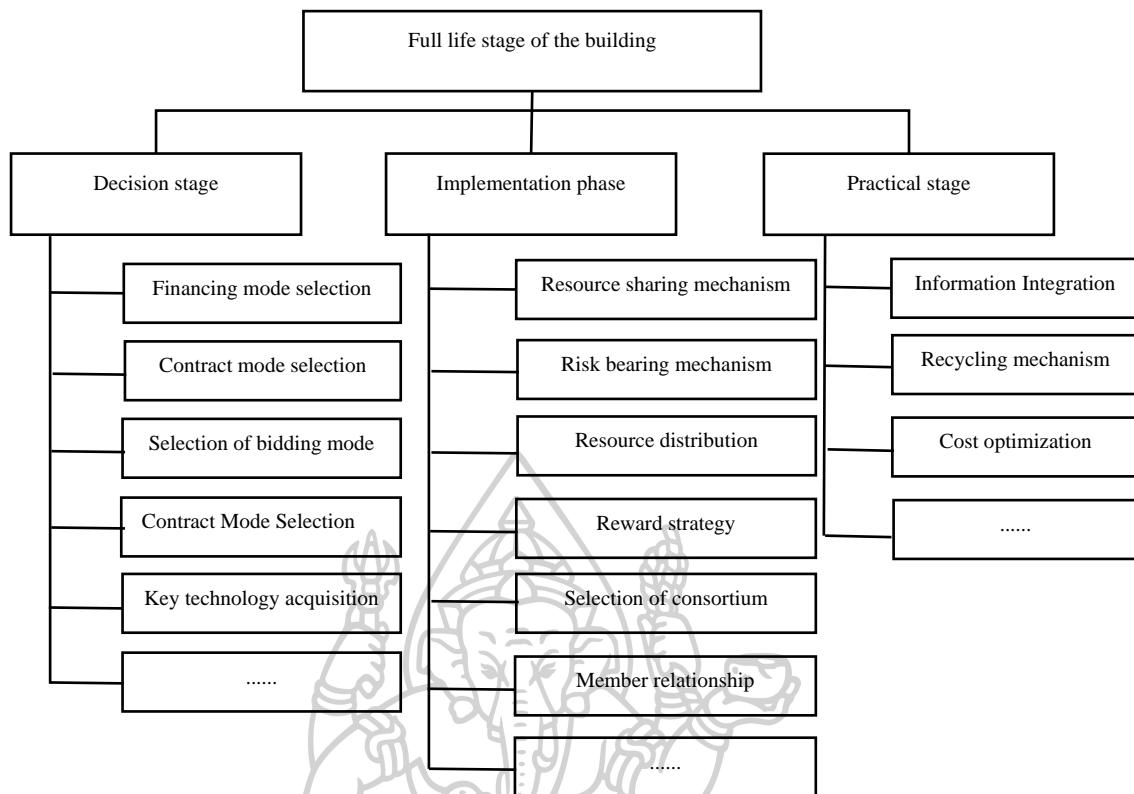 Full life stage of the building
Decision stage
Implementation phase
Practical stage
Financing mode selection
Contract mode selection
Selection of bidding mode
Contract Mode Selection
Key technology acquisition
......
Resource sharing mechanism
Risk bearing mechanism
Resource distribution
Reward strategy
Selection of consortium
Member relationship
......
Information Integration
Recycling mechanism
Cost optimization
......